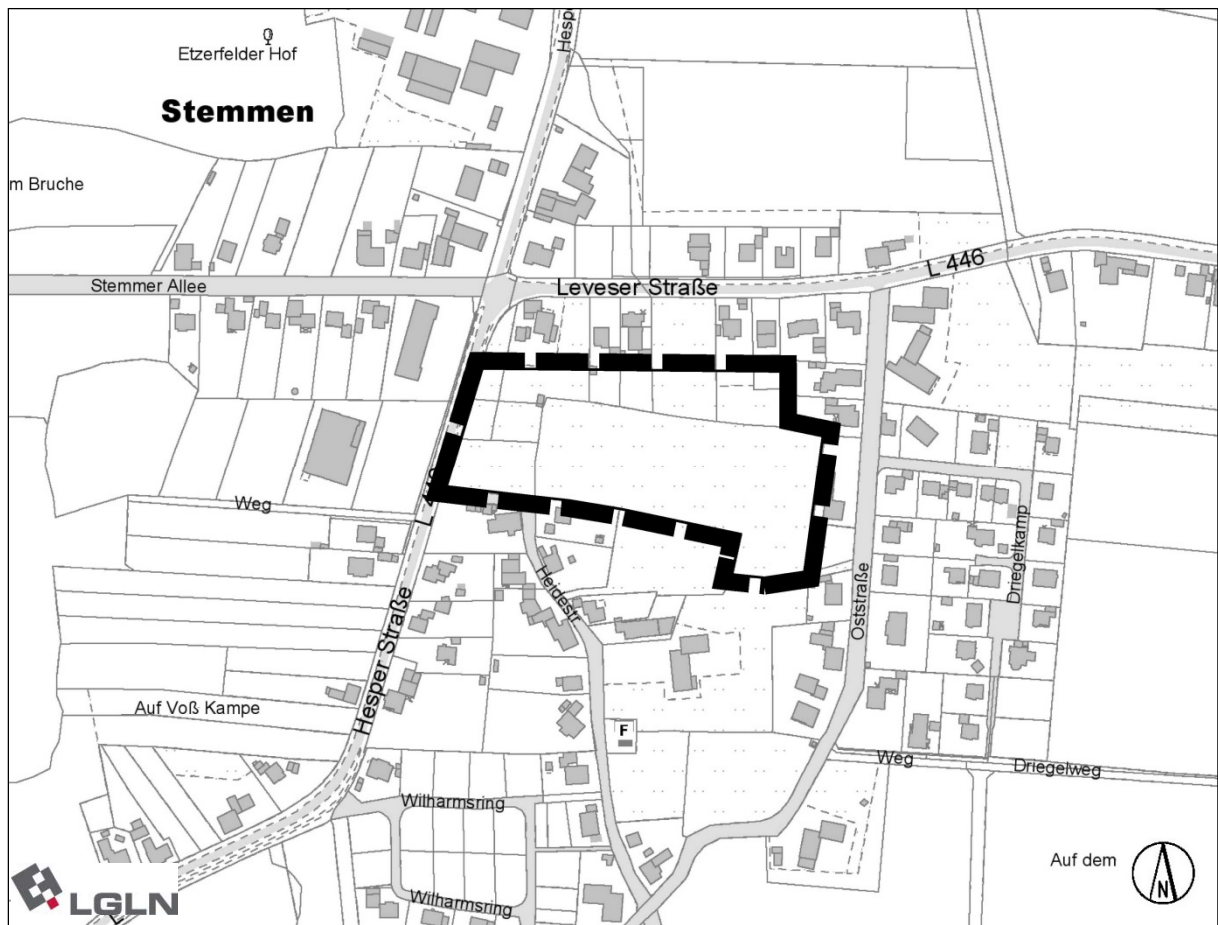 Hespe
Etzerfelder Hof
Stemmen
m Bruche
L 446
Stemmer Allee
Leveser Straße
Weg
Heidestr
Oststraße
Driegelkamp
Hesper Straße
Auf Voß Kampe
F
Weg
Driegelweg
Wilharmsring
Auf dem
N
LGLN
Wilharmsring